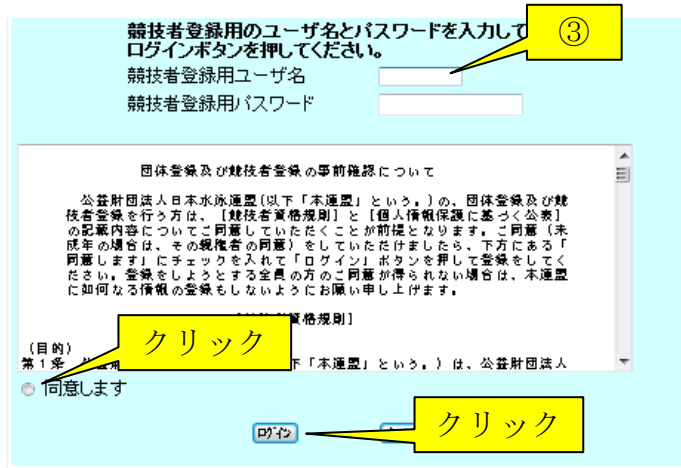 競技者登録用のユーザ名とパスワードを入力して
ログインボタンを押してください。
③
競技者登録用ユーザ名
競技者登録用パスワード
団体登録及び競技者登録の事前確認について
公益財団法人日本水泳連盟(以下「本連盟」という。)の、団体登録及び競
技者登録を行う方は、[競技者資格規則]と[個人情報保護に基づく公表]
の記載内容についてご同意していただくことが前提となります。ご同意(未
成年の場合は、その親権者の同意)をしていただけましたら、下方にある「
同意します」にチェックを入れて「ログイン」ボタンを押して登録をしてく
ださい。登録をしようとする全員の方のご同意が得られない場合は、本連盟
に如何なる情報の登録もしないようにお願い申し上げます。
資格規則]
(目的)
クリック
第1条 下「本連盟」という。)は、公益財団法人
同意します
ログイン
クリック